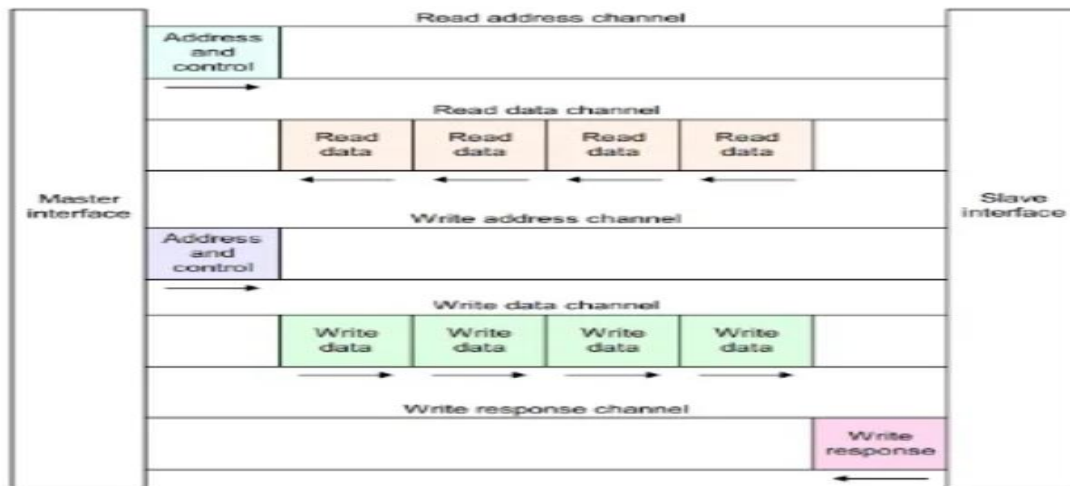 Read address channel
Address
and
control
Read data channel
Read
data
Read
data
Read
data
Read
data
Master
interface
Slave
interface
Write address channel
Address
and
control
Write data channel
Write
data
Write
data
Write
data
Write
data
Write response channel
Write
response